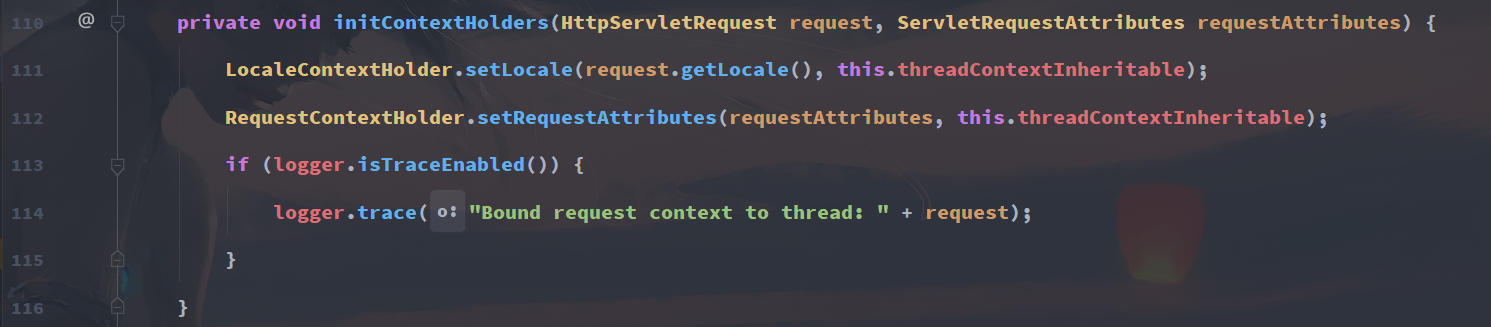 110 @ private void initContextHolders(HttpServletRequest request, ServletRequestAttributes requestAttributes) {
111 LocaleContextHolder.setLocale(request.getLocale(), this.threadContextInheritable);
112 RequestContextHolder.setRequestAttributes(requestAttributes, this.threadContextInheritable);
113 if (logger.isTraceEnabled()) {
114 logger.trace( o: "Bound request context to thread: " + request);
115 }
116 }